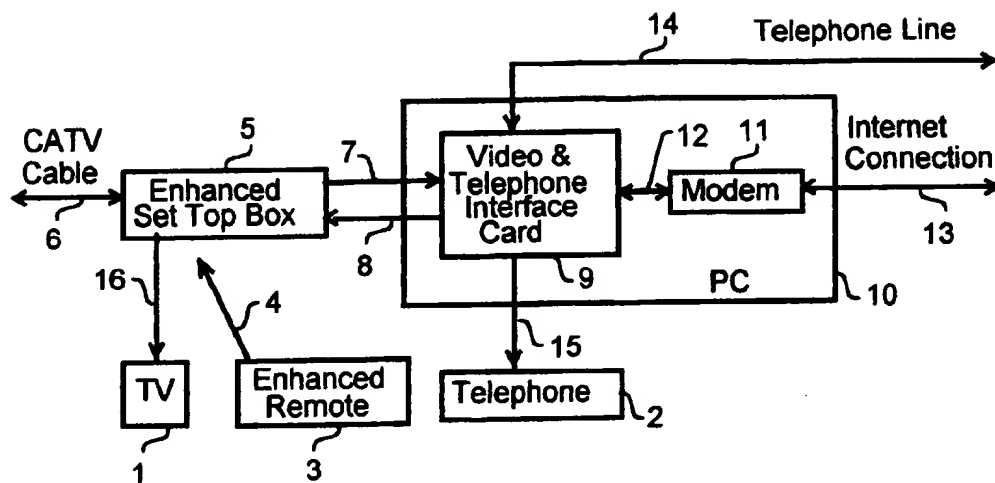 14
Telephone Line
CATV
Cable
6
5
Enhanced
Set Top Box
7
8
Video &
Telephone
Interface
Card
9
12
11
Modem
Internet
Connection
13
PC
10
16
4
TV
1
Enhanced
Remote
3
15
Telephone
2